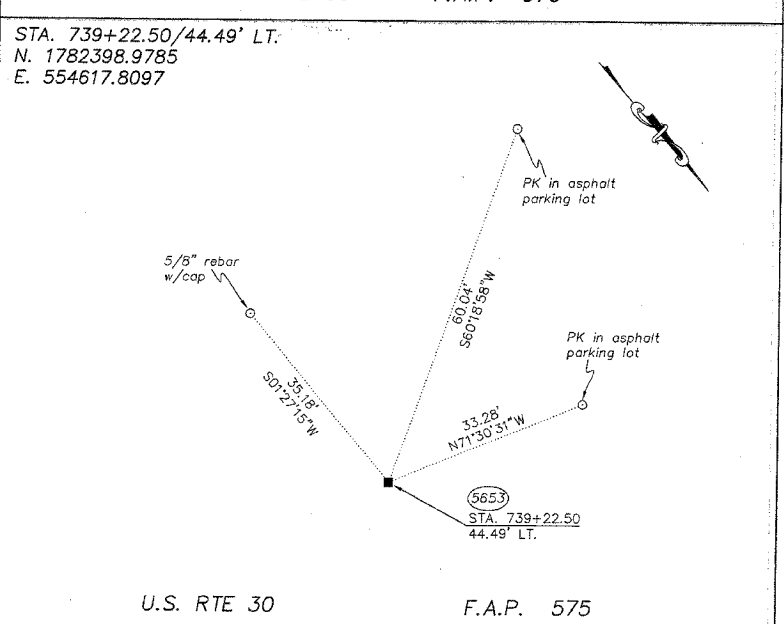 STA. 739+22.50/44.49' LT.
N. 1782398.9785
E. 554617.8097
PK in asphalt
parking lot
5/8" rebar
w/cap
60.04'
S60°18'58"W
PK in asphalt
parking lot
35.18'
S01°27'15"W
33.28'
N71°30'31"W
5653
STA. 739+22.50
44.49' LT.
U.S. RTE 30
F.A.P. 575